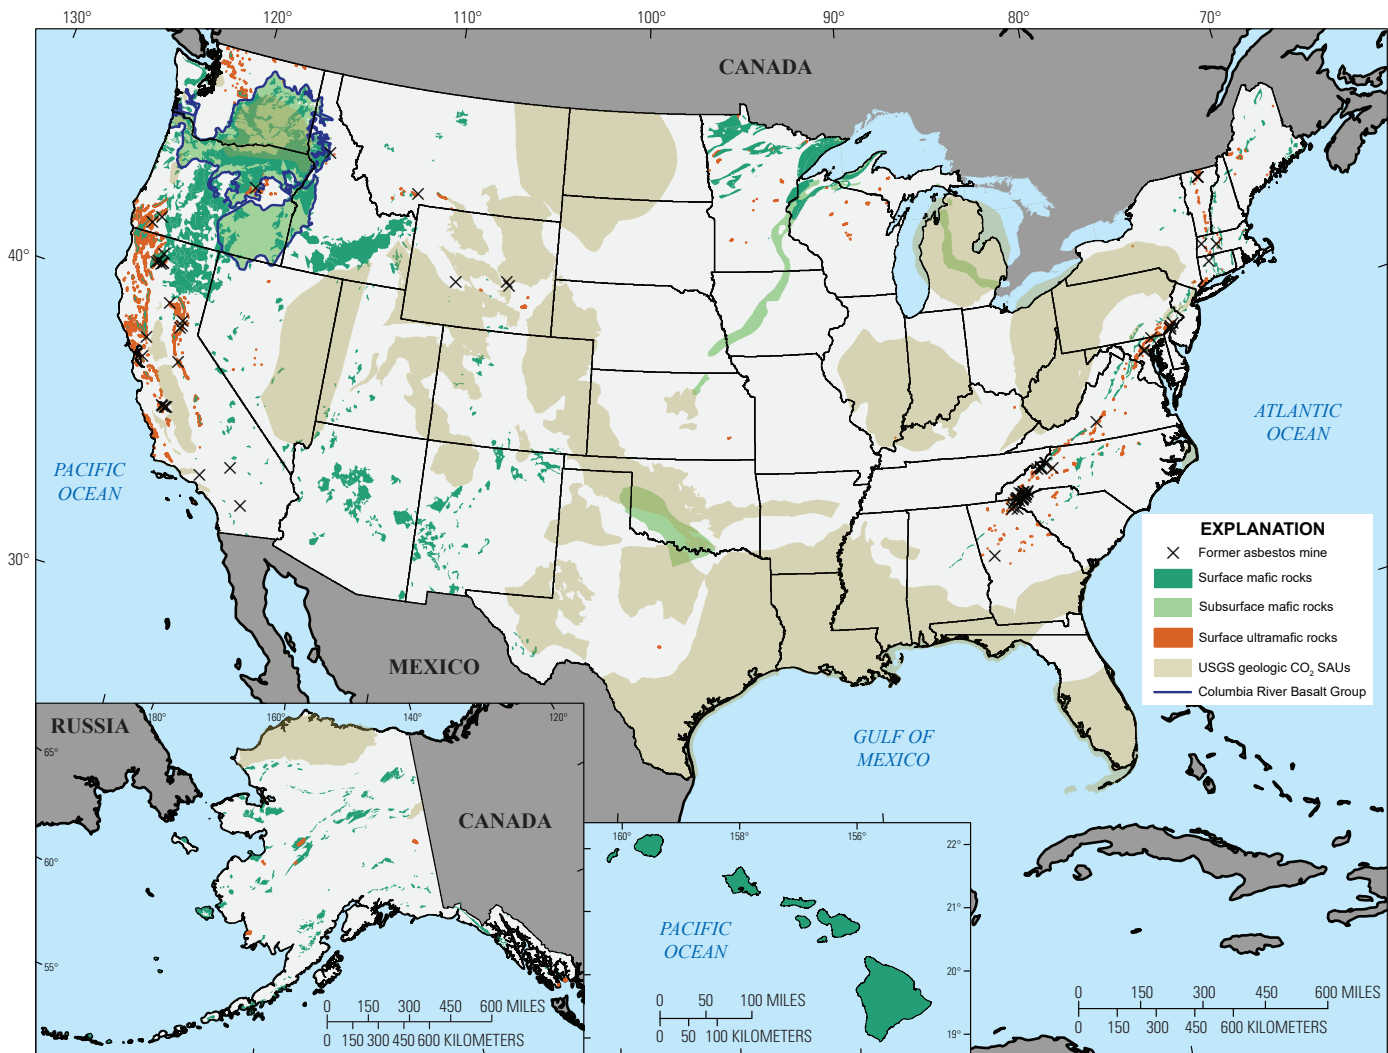 130° 120° 110° 100° 90° 80° 70°
CANADA
40°
PACIFIC
OCEAN
ATLANTIC
OCEAN
30°
EXPLANATION
Former asbestos mine
Surface mafic rocks
Subsurface mafic rocks
Surface ultramafic rocks
USGS geologic CO2 SAUs
Columbia River Basalt Group
MEXICO
GULF OF
MEXICO
RUSSIA
180° 160° 140° 120°
65°
CANADA
60°
55°
0 150 300 450 600 MILES
0 150 300 450 600 KILOMETERS
160° 158° 156°
22°
21°
20°
19°
PACIFIC
OCEAN
0 50 100 MILES
0 50 100 KILOMETERS
0 150 300 450 600 MILES
0 150 300 450 600 KILOMETERS